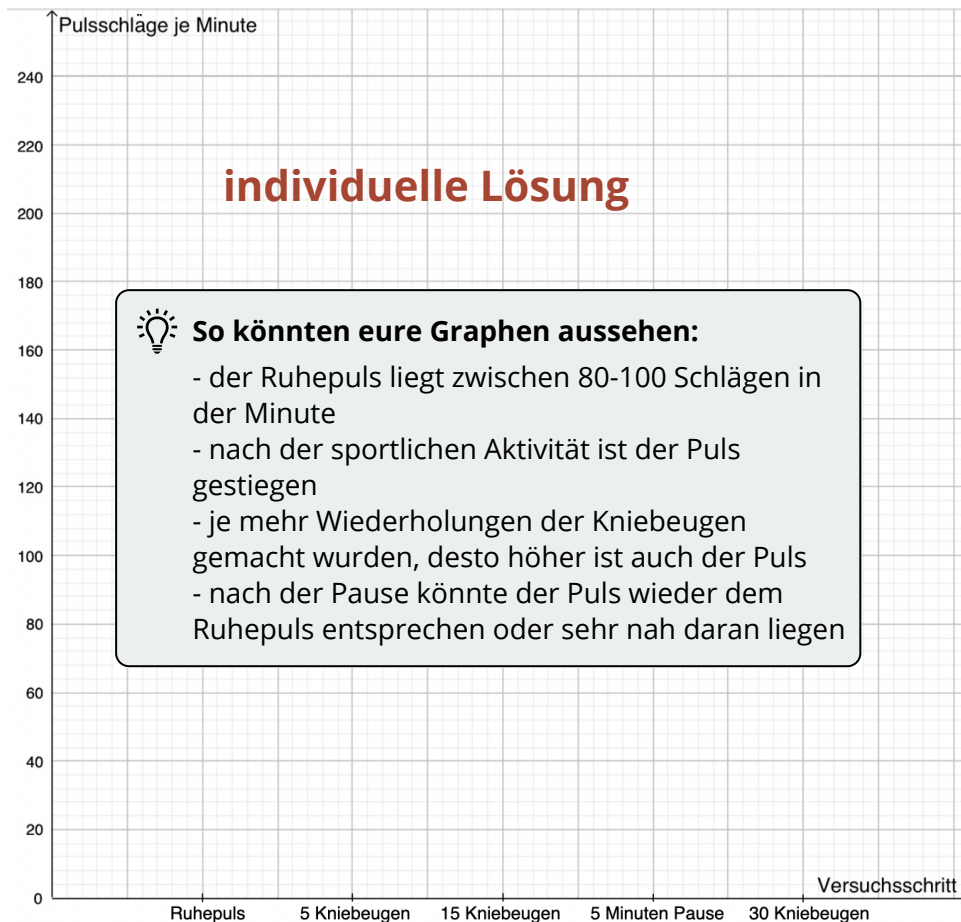 Pulsschläge je Minute
240
220
individuelle Lösung
200
180
So könnten eure Graphen aussehen:
160
- der Ruhepuls liegt zwischen 80-100 Schlägen in
der Minute
140
- nach der sportlichen Aktivität ist der Puls
gestiegen
120
- je mehr Wiederholungen der Kniebeugen
gemacht wurden, desto höher ist auch der Puls
100
- nach der Pause könnte der Puls wieder dem
Ruhepuls entsprechen oder sehr nah daran liegen
80
60
40
20
0
Versuchsschritt
Ruhepuls 5 Kniebeugen 15 Kniebeugen 5 Minuten Pause 30 Kniebeugen